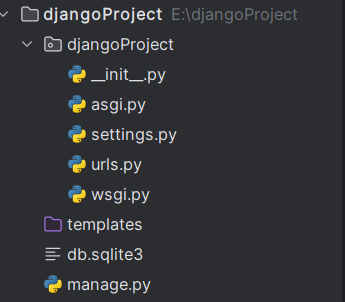 djangoProject E:\djangoProject
djangoProject
__init__.py
asgi.py
settings.py
urls.py
wsgi.py
templates
db.sqlite3
manage.py